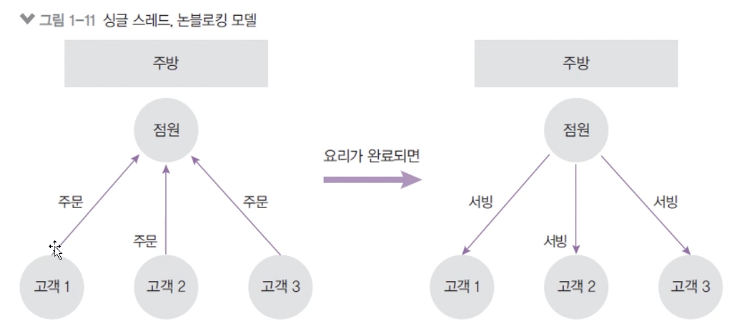 그림 1-11 싱글 스레드, 논블로킹 모델
주방
점원
주문
주문
주문
고객 1
고객 2
고객 3
요리가 완료되면
주방
점원
서빙
서빙
서빙
고객 1
고객 2
고객 3